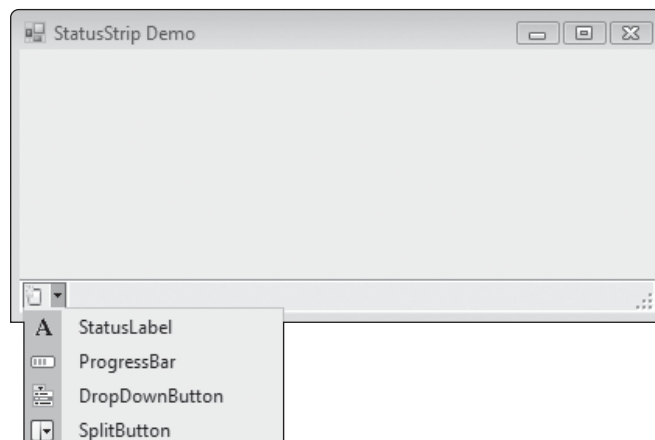 StatusStrip Demo
A StatusLabel
ProgressBar
DropDownButton
SplitButton